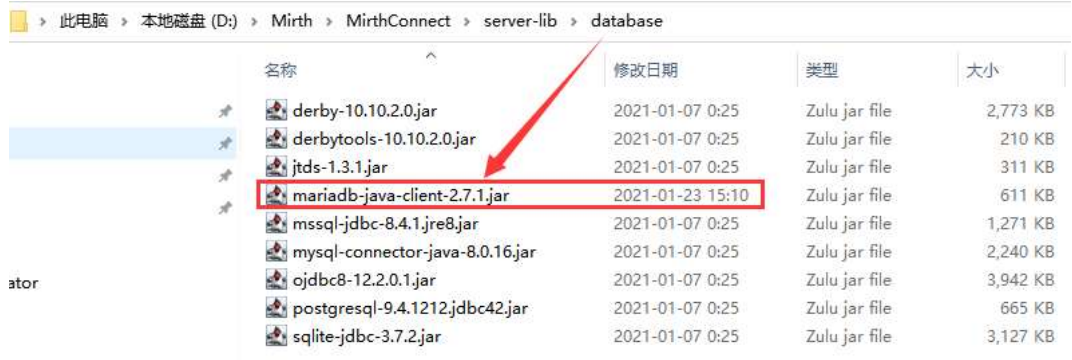 此电脑 › 本地磁盘 (D:) › Mirth › MirthConnect › server-lib › database
名称 修改日期 类型 大小
derby-10.10.2.0.jar 2021-01-07 0:25 Zulu jar file 2,773 KB
derbytools-10.10.2.0.jar 2021-01-07 0:25 Zulu jar file 210 KB
jtds-1.3.1.jar 2021-01-07 0:25 Zulu jar file 311 KB
mariadb-java-client-2.7.1.jar 2021-01-23 15:10 Zulu jar file 611 KB
mssql-jdbc-8.4.1.jre8.jar 2021-01-07 0:25 Zulu jar file 1,271 KB
mysql-connector-java-8.0.16.jar 2021-01-07 0:25 Zulu jar file 2,240 KB
ator ojdbc8-12.2.0.1.jar 2021-01-07 0:25 Zulu jar file 3,942 KB
postgresql-9.4.1212.jdbc42.jar 2021-01-07 0:25 Zulu jar file 665 KB
sqlite-jdbc-3.7.2.jar 2021-01-07 0:25 Zulu jar file 3,127 KB